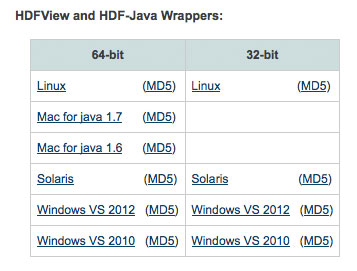 HDFView and HDF-Java Wrappers:
64-bit 32-bit
Linux (MD5) Linux (MD5)
Mac for java 1.7 (MD5)
Mac for java 1.6 (MD5)
Solaris (MD5) Solaris (MD5)
Windows VS 2012 (MD5) Windows VS 2012 (MD5)
Windows VS 2010 (MD5) Windows VS 2010 (MD5)